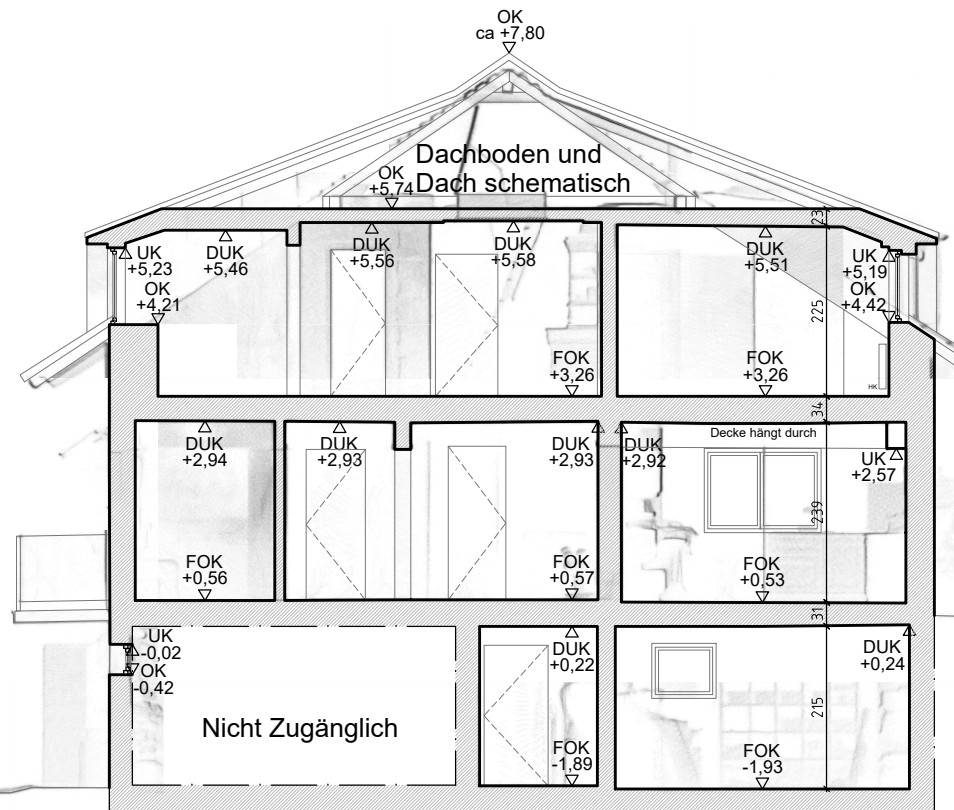 OK
ca +7,80
Dachboden und
Dach schematisch
OK
+5,74
23
UK
+5,23
OK
+4,21
DUK
+5,46
DUK
+5,56
DUK
+5,58
DUK
+5,51
UK
+5,19
OK
+4,42
225
FOK
+3,26
FOK
+3,26
HK
34
DUK
+2,94
DUK
+2,93
DUK
+2,93
DUK
+2,92
Decke hängt durch
UK
+2,57
239
FOK
+0,56
FOK
+0,57
FOK
+0,53
31
UK
-0,02
OK
-0,42
DUK
+0,22
DUK
+0,24
215
Nicht Zugänglich
FOK
-1,89
FOK
-1,93